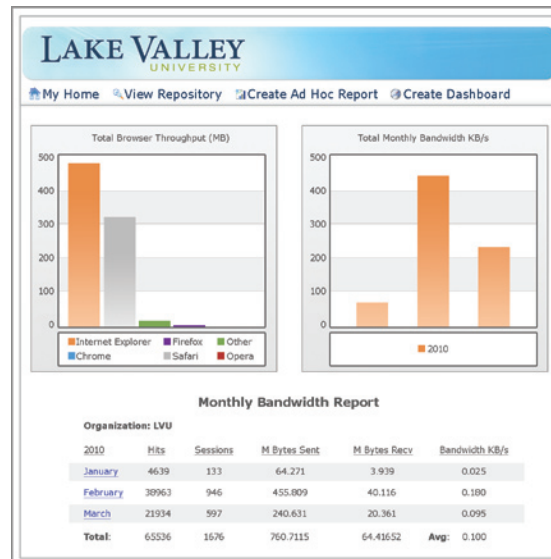 LAKE VALLEY
UNIVERSITY
My Home View Repository Create Ad Hoc Report Create Dashboard
Total Browser Throughput (MB)
500
400
300
200
100
0
Internet Explorer Firefox Other
Chrome Safari Opera
Total Monthly Bandwidth KB/s
500
400
300
200
100
0
2010
Monthly Bandwidth Report
Organization: LVU
2010 Hits Sessions M Bytes Sent M Bytes Recv Bandwidth KB/s
January 4639 133 64.271 3.939 0.025
February 38963 946 455.809 40.116 0.180
March 21934 597 240.631 20.361 0.095
Total: 65536 1676 760.7115 64.41652 Avg: 0.100